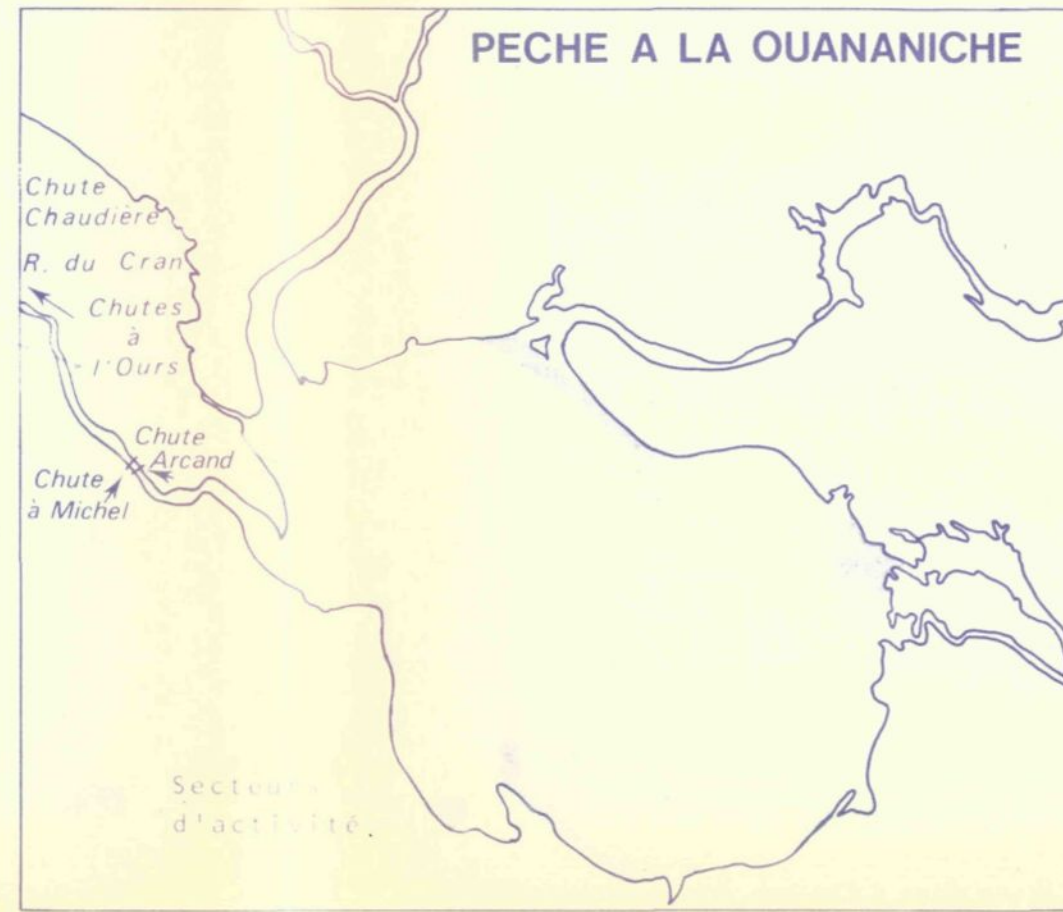 PECHE A LA OUANANICHE
Chute
Chaudière
R. du Cran
Chutes
à
l'Ours
Chute
Arcand
Chute
à Michel
Secteurs
d'activité